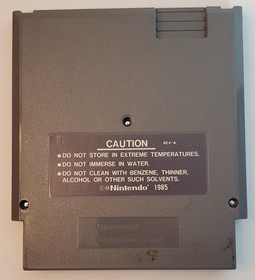 CAUTION REV-A
•DO NOT STORE IN EXTREME TEMPERATURES.
•DO NOT IMMERSE IN WATER.
•DO NOT CLEAN WITH BENZENE, THINNER,
ALCOHOL OR OTHER SUCH SOLVENTS.
©Nintendo 1985
Nintendo